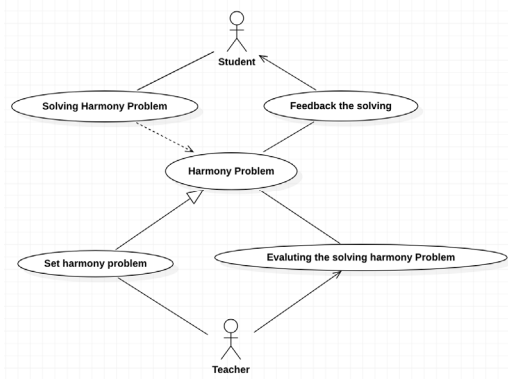 Student
Solving Harmony Problem
Feedback the solving
Harmony Problem
Set harmony problem
Evaluting the solving harmony Problem
Teacher